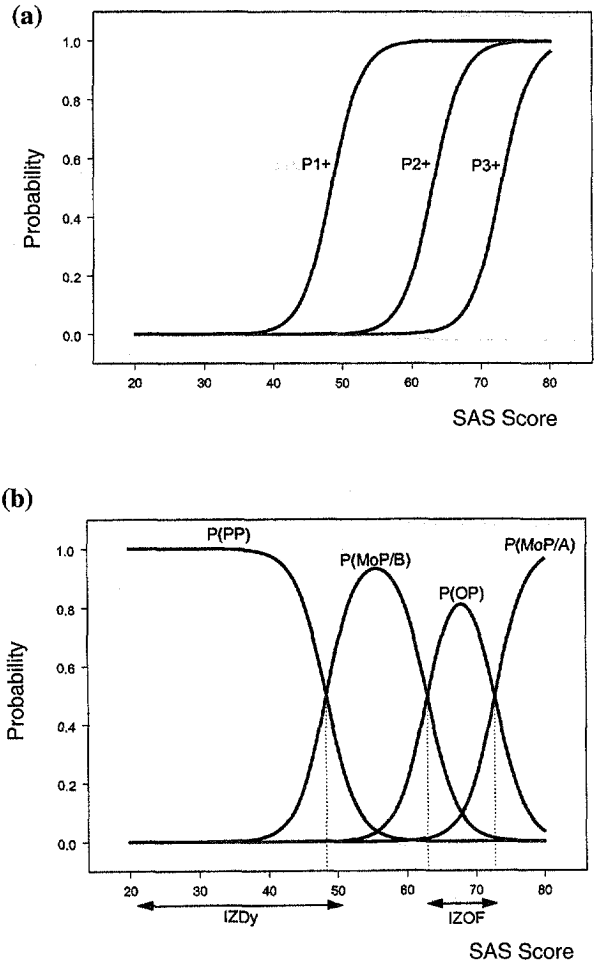 (a)
1.0
0.8
0.6
0.4
0.2
0.0
Probability
P1+
P2+
P3+
20 30 40 50 60 70 80
SAS Score
(b)
P(PP)
P(MoP/B)
P(OP)
P(MoP/A)
1.0
0.8
0.6
0.4
0.2
0.0
Probability
20 30 40 50 60 70 80
IZDy
IZOF
SAS Score